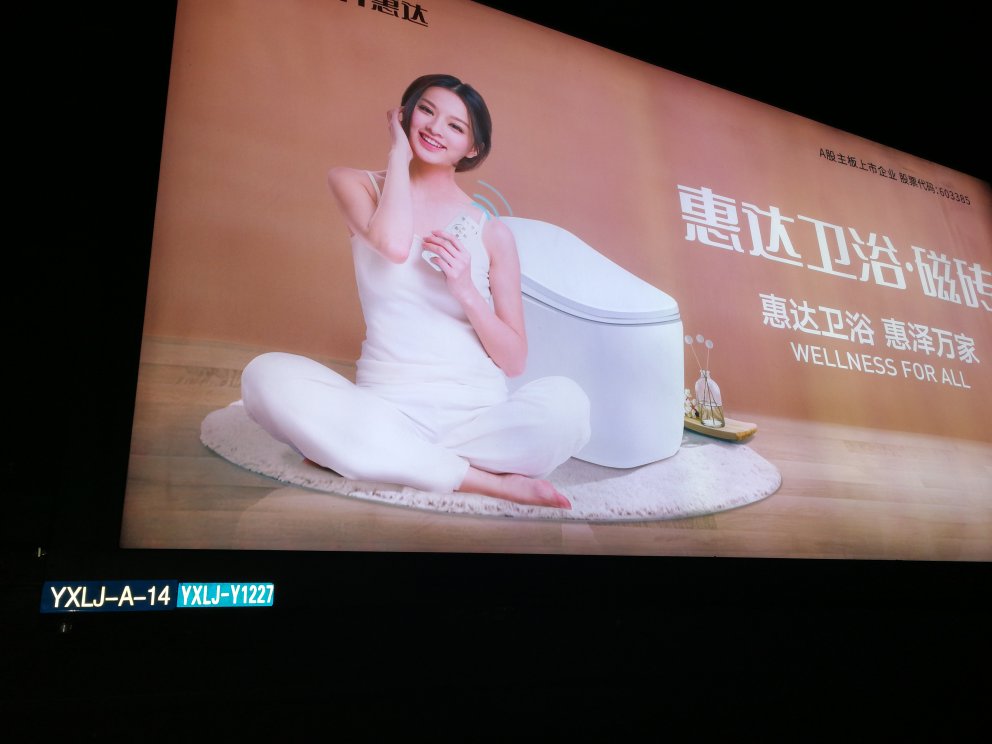 惠达
A股主板上市企业 股票代码:603385
惠达卫浴·磁砖
惠达卫浴 惠泽万家
WELLNESS FOR ALL
YXLJ-A-14 YXLJ-Y1227